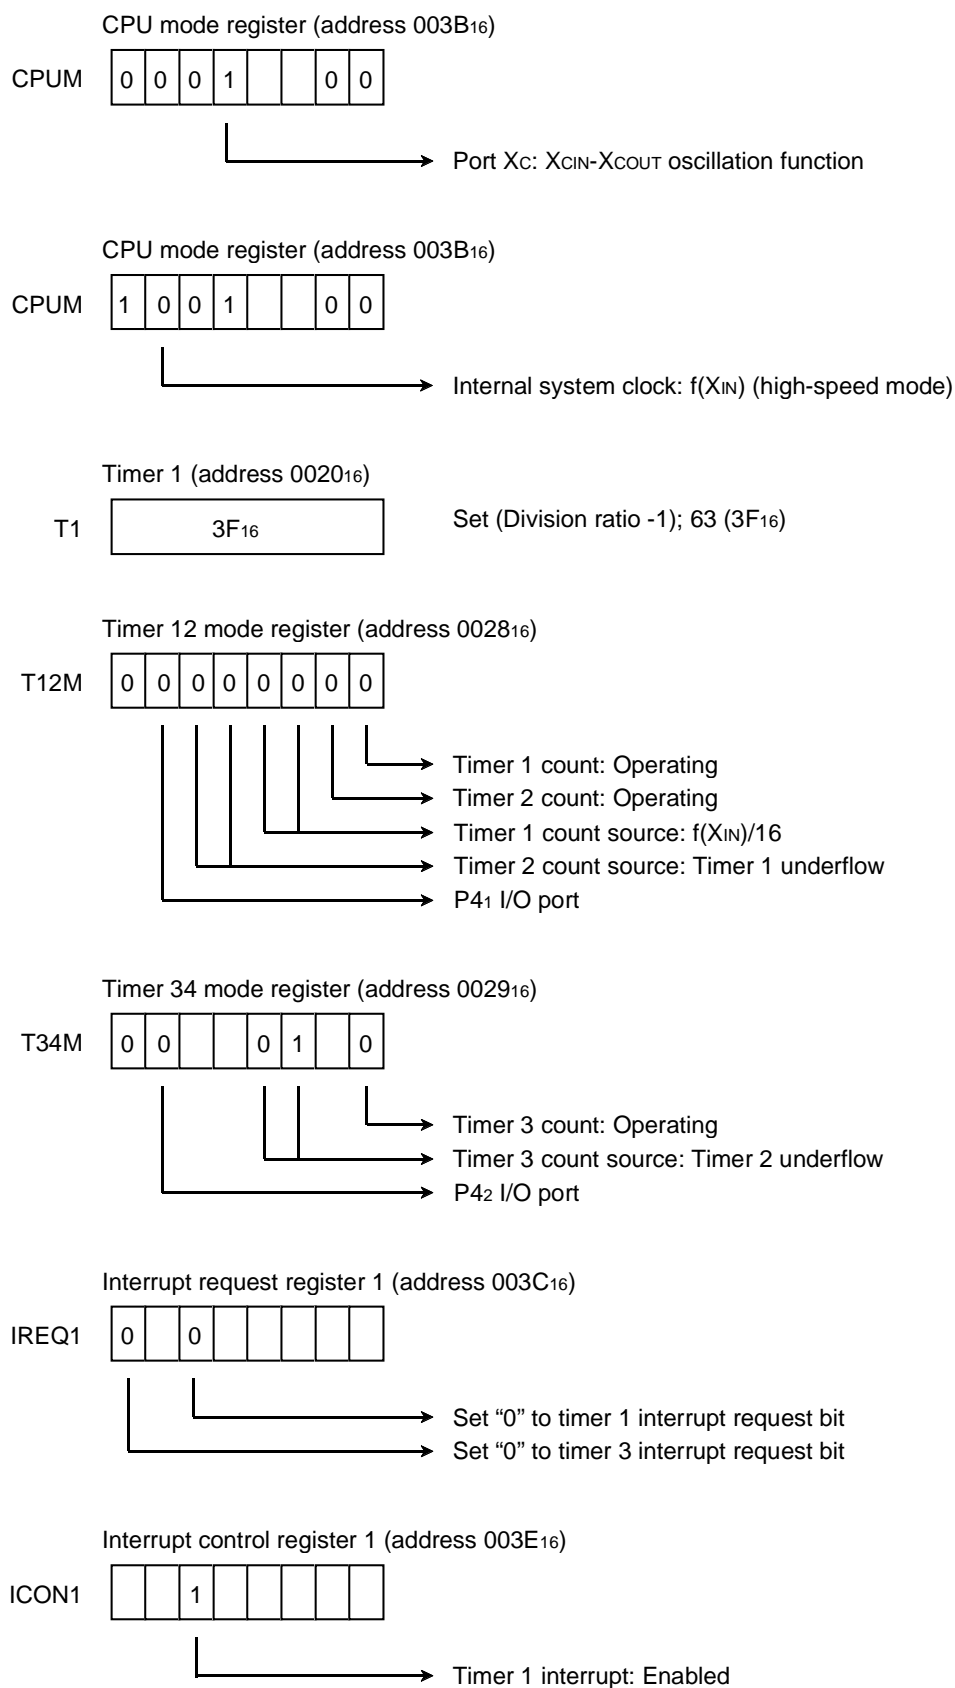 CPU mode register (address 003B16)
CPUM 0 0 0 1 0 0
Port XC: XCIN-XCOUT oscillation function
CPU mode register (address 003B16)
CPUM 1 0 0 1 0 0
Internal system clock: f(XIN) (high-speed mode)
Timer 1 (address 002016)
T1 3F16 Set (Division ratio -1); 63 (3F16)
Timer 12 mode register (address 002816)
T12M 0 0 0 0 0 0 0 0
Timer 1 count: Operating
Timer 2 count: Operating
Timer 1 count source: f(XIN)/16
Timer 2 count source: Timer 1 underflow
P41 I/O port
Timer 34 mode register (address 002916)
T34M 0 0 0 1 0
Timer 3 count: Operating
Timer 3 count source: Timer 2 underflow
P42 I/O port
Interrupt request register 1 (address 003C16)
IREQ1 0 0
Set “0” to timer 1 interrupt request bit
Set “0” to timer 3 interrupt request bit
Interrupt control register 1 (address 003E16)
ICON1 1
Timer 1 interrupt: Enabled